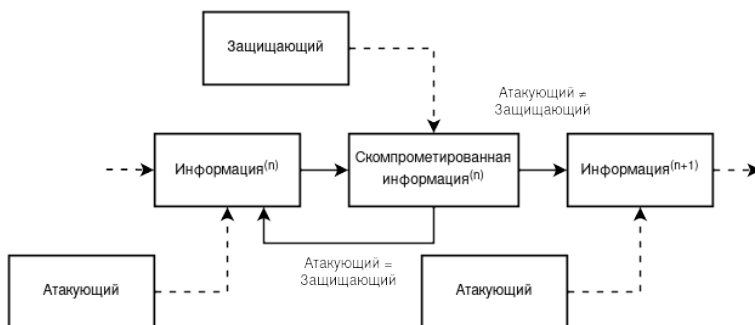 Защищающий
Атакующий ≠
Защищающий
Информация(n)
Скомпрометированная
информация(n)
Информация(n+1)
Атакующий =
Защищающий
Атакующий
Атакующий